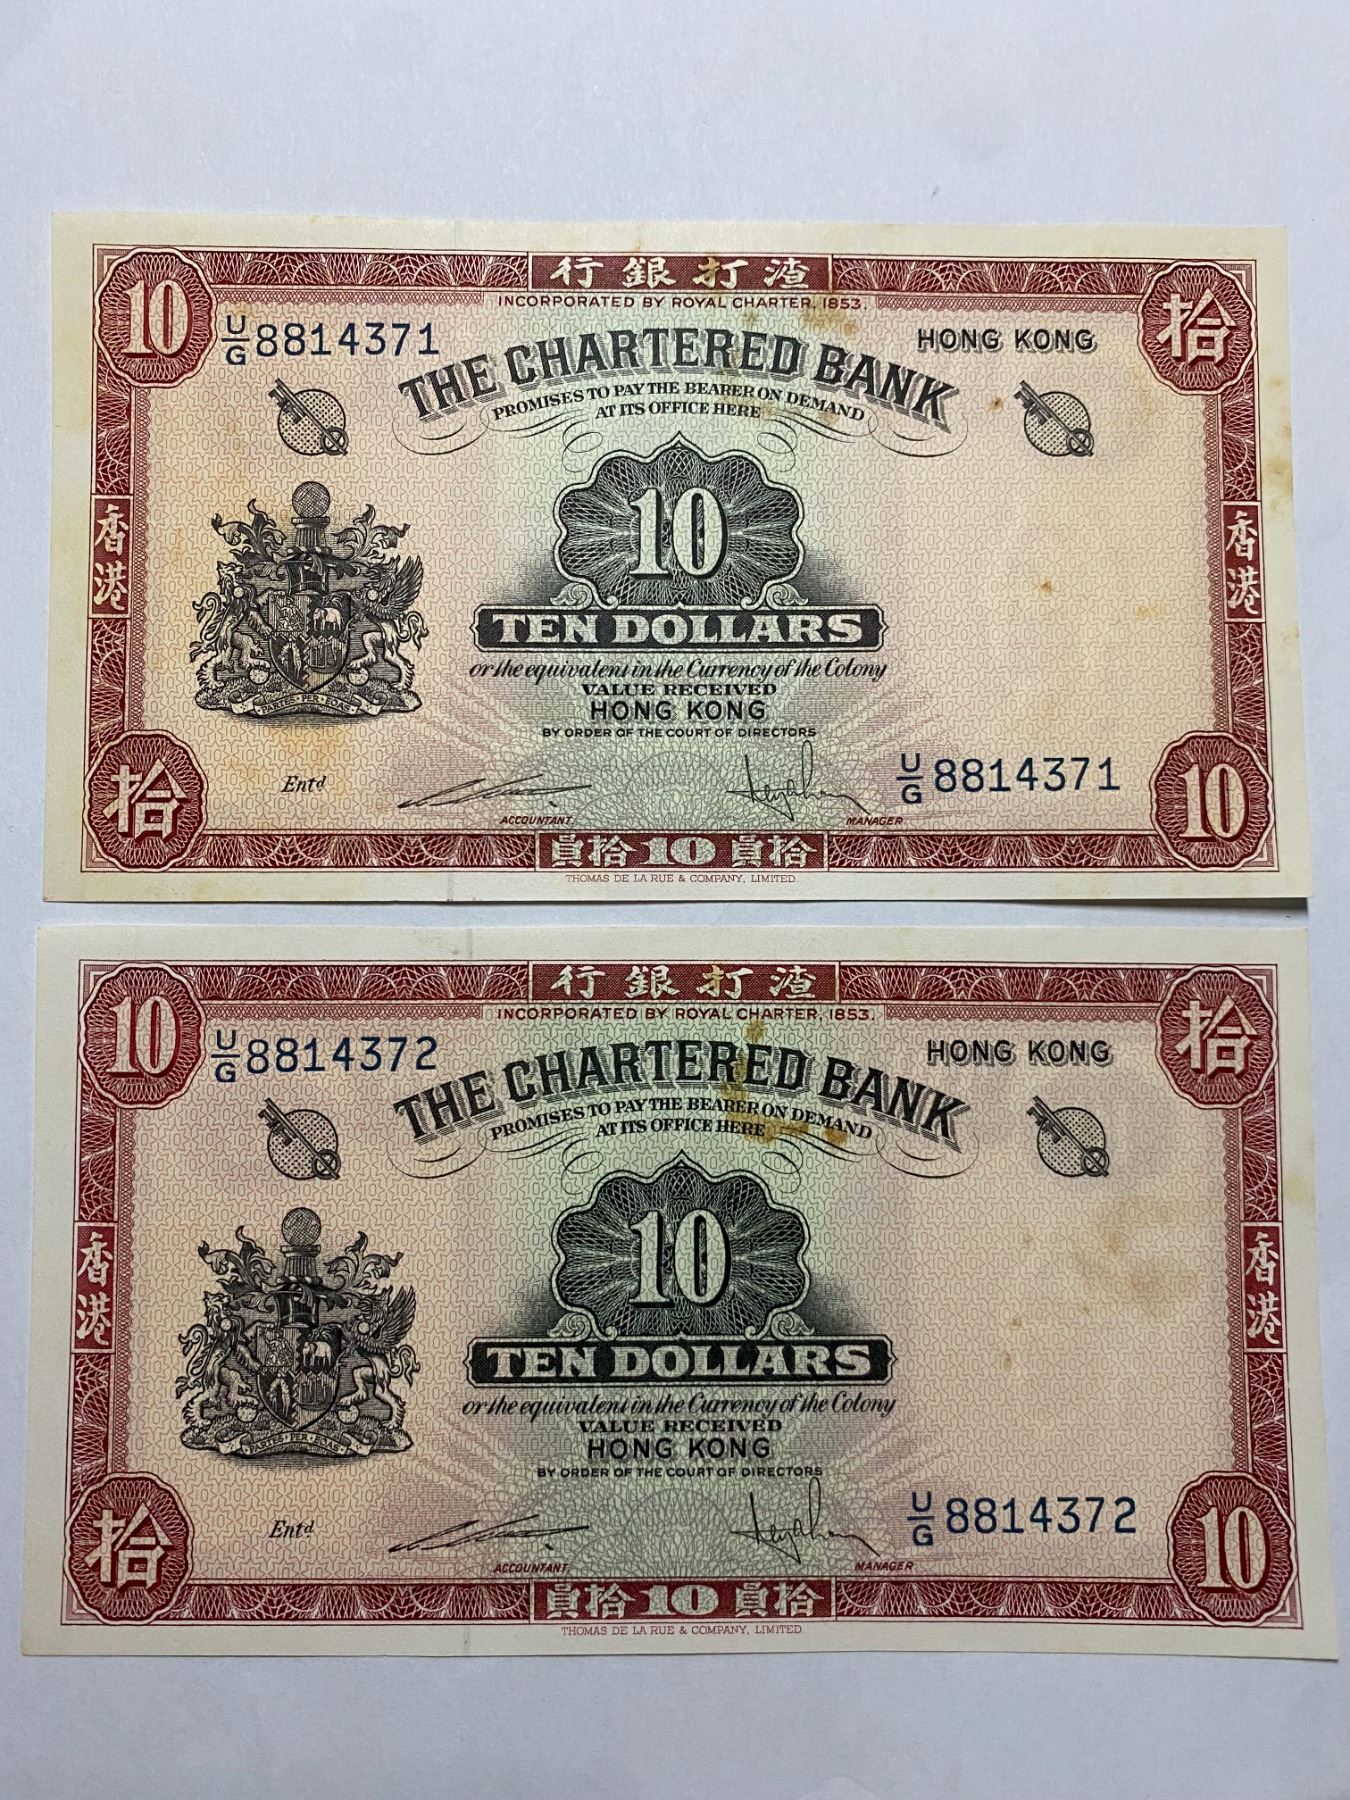 10
行銀打渣
拾
INCORPORATED BY ROYAL CHARTER, 1853.
U/G 8814371
HONG KONG
THE CHARTERED BANK
PROMISES TO PAY THE BEARER ON DEMAND
AT ITS OFFICE HERE
10
香港
香港
TEN DOLLARS
or the equivalent in the Currency of the Colony
VALUE RECEIVED
HONG KONG
BY ORDER OF THE COURT OF DIRECTORS
Entd
U/G 8814371
ACCOUNTANT.
MANAGER
拾
員拾 10 員拾
10
THOMAS DE LA RUE & COMPANY, LIMITED.
10
行銀打渣
拾
INCORPORATED BY ROYAL CHARTER, 1853.
U/G 8814372
HONG KONG
THE CHARTERED BANK
PROMISES TO PAY THE BEARER ON DEMAND
AT ITS OFFICE HERE
10
香港
香港
TEN DOLLARS
or the equivalent in the Currency of the Colony
VALUE RECEIVED
HONG KONG
PARTES·PER·EOAS
BY ORDER OF THE COURT OF DIRECTORS
Entd
U/G 8814372
ACCOUNTANT.
MANAGER
拾
員拾 10 員拾
10
THOMAS DE LA RUE & COMPANY, LIMITED.